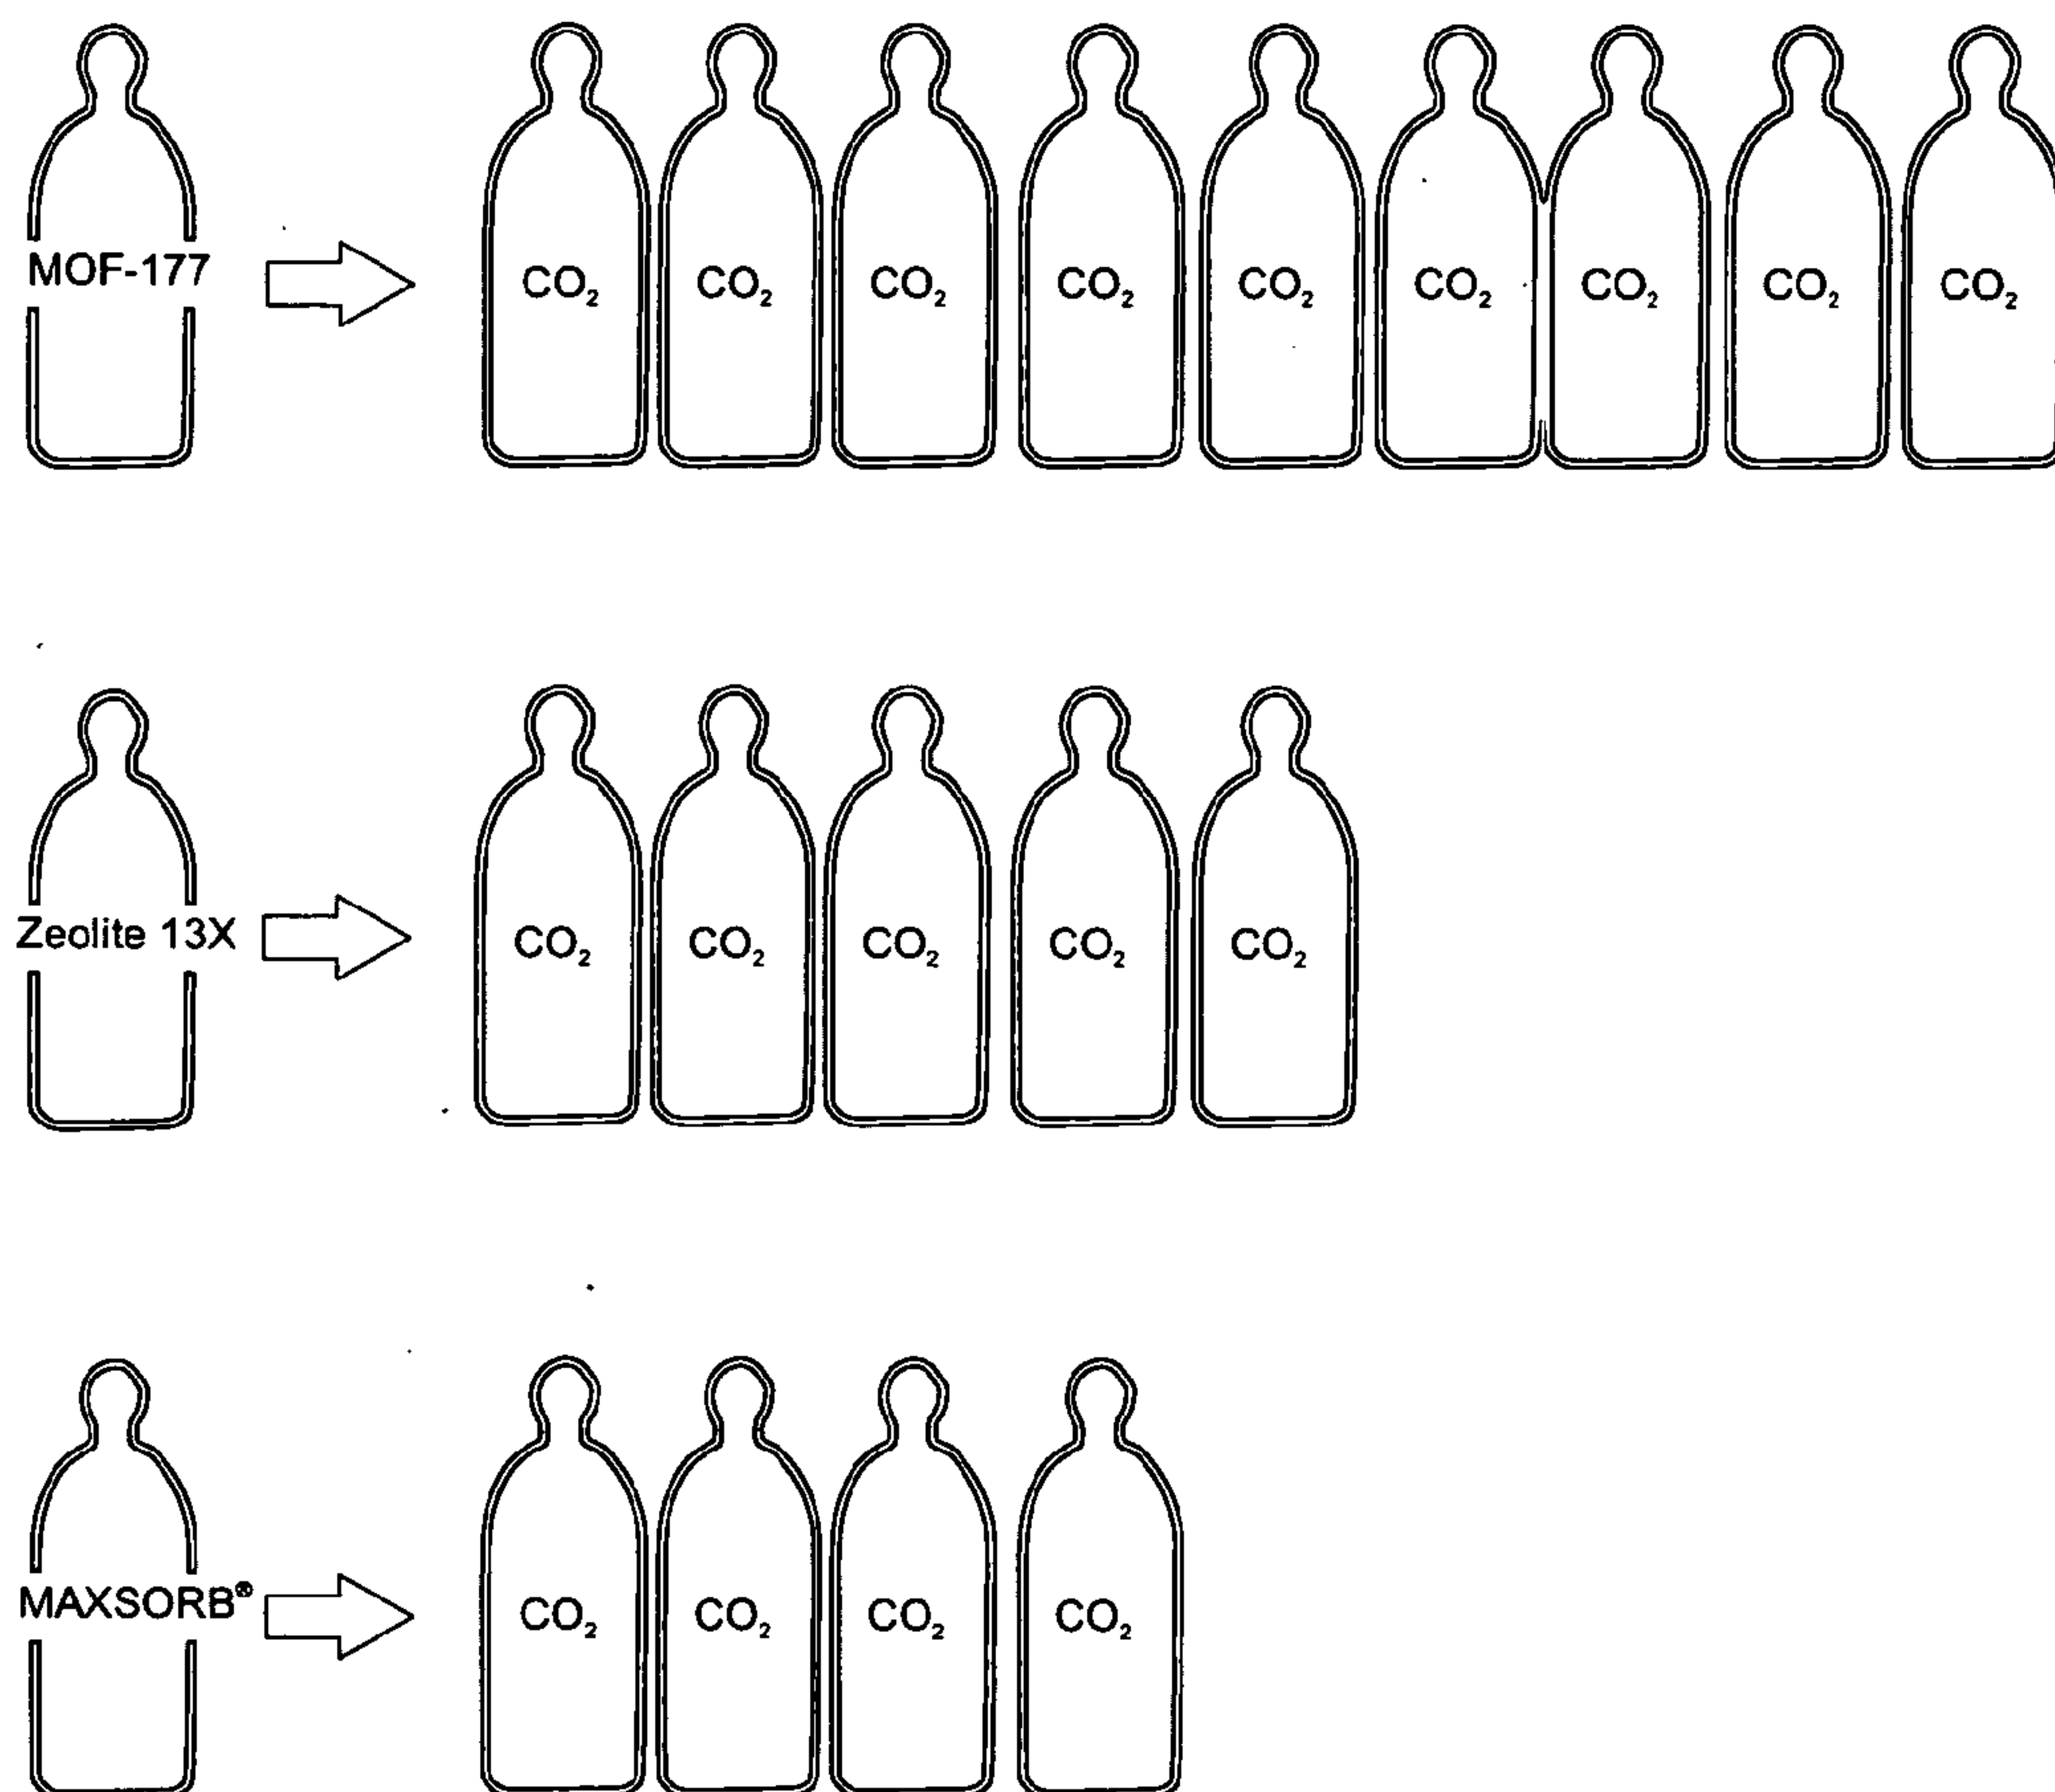 MOF-177 CO₂ CO₂ CO₂ CO₂ CO₂ CO₂ CO₂ CO₂ CO₂
Zeolite 13X CO₂ CO₂ CO₂ CO₂ CO₂
MAXSORB® CO₂ CO₂ CO₂ CO₂